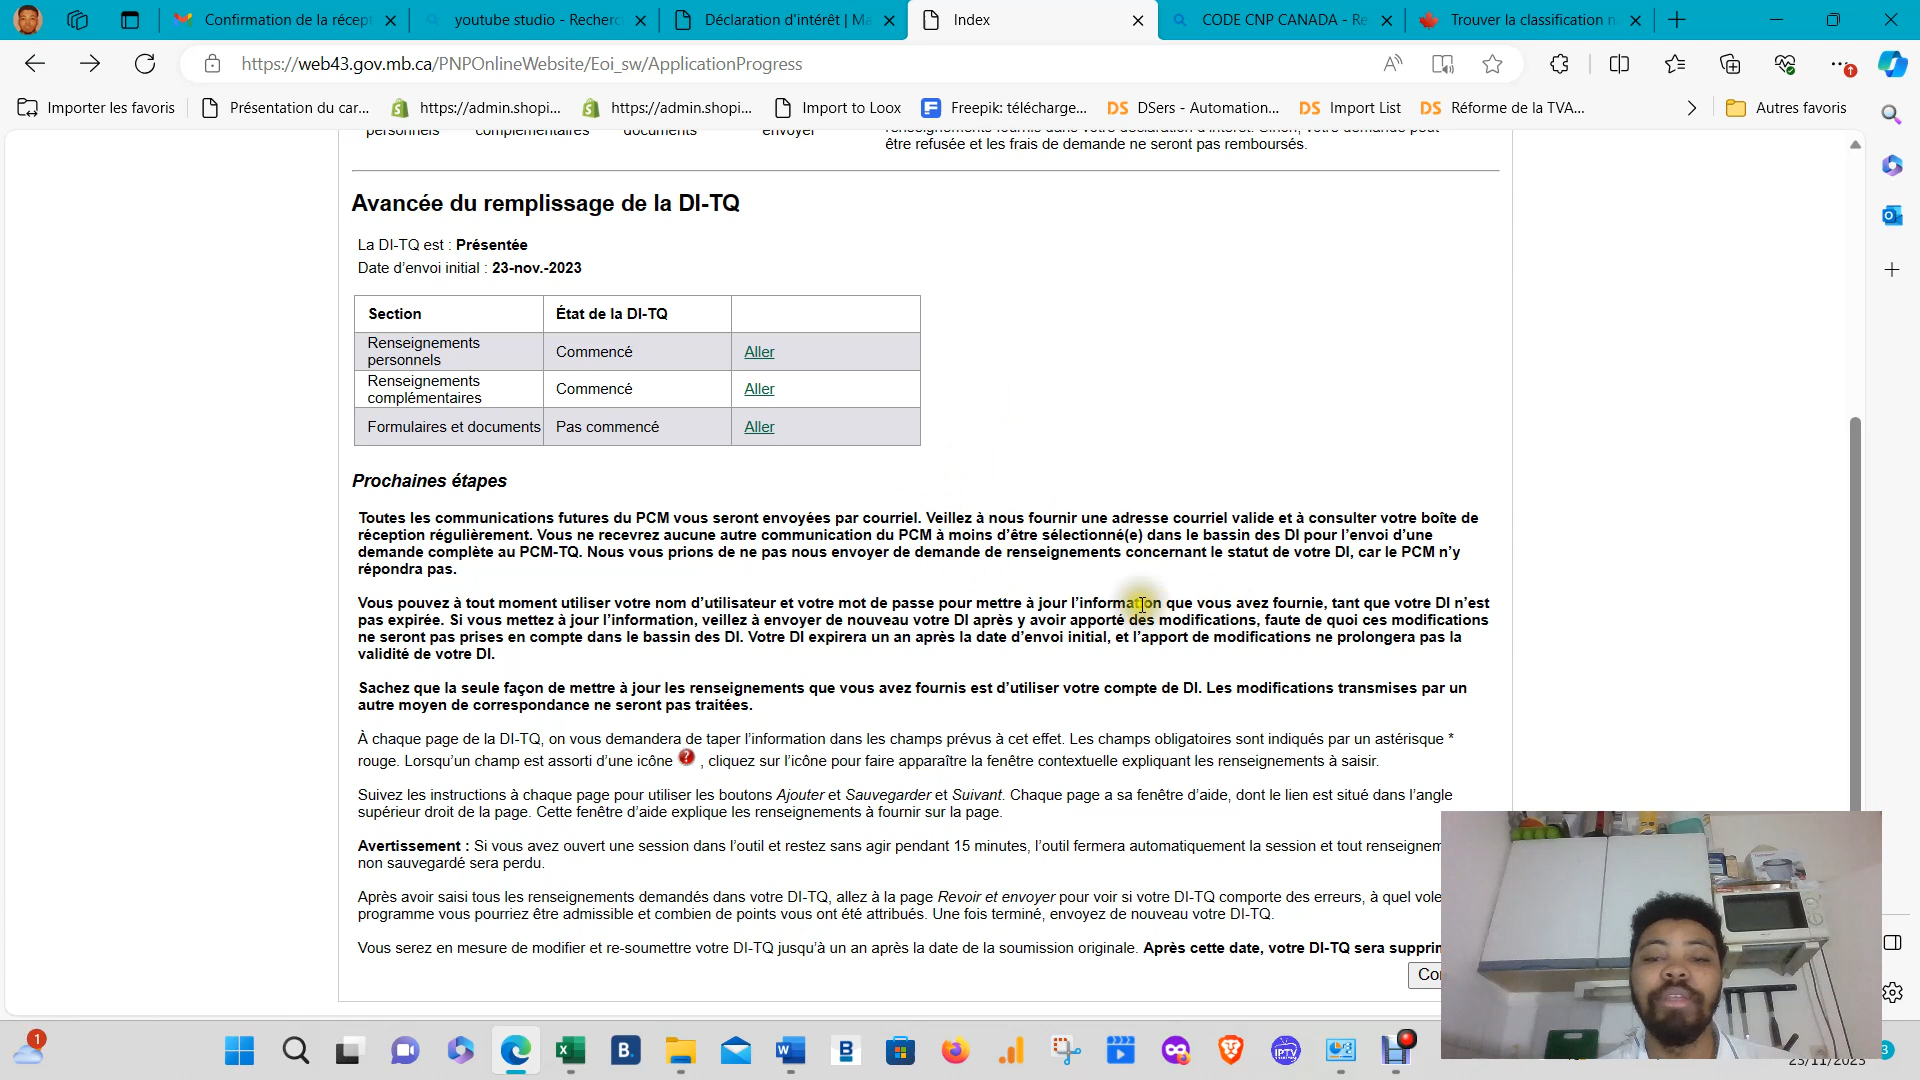 Confirmation de la récept
youtube studio - Recherc
Déclaration d'intérêt | Ma
Index
CODE CNP CANADA - Re
Trouver la classification n
https://web43.gov.mb.ca/PNPOnlineWebsite/Eoi_sw/ApplicationProgress
Importer les favoris
Présentation du car...
https://admin.shopi...
https://admin.shopi...
Import to Loox
Freepik: télécharge...
DS DSers - Automation...
DS Import List
DS Réforme de la TVA...
Autres favoris
personnels complémentaires documents envoyer
renseignements fournis dans votre déclaration d'intérêt. Sinon, votre demande peut
être refusée et les frais de demande ne seront pas remboursés.
Avancée du remplissage de la DI-TQ
La DI-TQ est : Présentée
Date d'envoi initial : 23-nov.-2023
Section État de la DI-TQ
Renseignements
personnels
Commencé Aller
Renseignements
complémentaires
Commencé Aller
Formulaires et documents Pas commencé Aller
Prochaines étapes
Toutes les communications futures du PCM vous seront envoyées par courriel. Veillez à nous fournir une adresse courriel valide et à consulter votre boîte de
réception régulièrement. Vous ne recevrez aucune autre communication du PCM à moins d'être sélectionné(e) dans le bassin des DI pour l'envoi d'une
demande complète au PCM-TQ. Nous vous prions de ne pas nous envoyer de demande de renseignements concernant le statut de votre DI, car le PCM n'y
répondra pas.
Vous pouvez à tout moment utiliser votre nom d'utilisateur et votre mot de passe pour mettre à jour l'information que vous avez fournie, tant que votre DI n'est
pas expirée. Si vous mettez à jour l'information, veillez à envoyer de nouveau votre DI après y avoir apporté des modifications, faute de quoi ces modifications
ne seront pas prises en compte dans le bassin des DI. Votre DI expirera un an après la date d'envoi initial, et l'apport de modifications ne prolongera pas la
validité de votre DI.
Sachez que la seule façon de mettre à jour les renseignements que vous avez fournis est d'utiliser votre compte de DI. Les modifications transmises par un
autre moyen de correspondance ne seront pas traitées.
À chaque page de la DI-TQ, on vous demandera de taper l'information dans les champs prévus à cet effet. Les champs obligatoires sont indiqués par un astérisque *
rouge. Lorsqu'un champ est assorti d'une icône ? , cliquez sur l'icône pour faire apparaître la fenêtre contextuelle expliquant les renseignements à saisir.
Suivez les instructions à chaque page pour utiliser les boutons Ajouter et Sauvegarder et Suivant. Chaque page a sa fenêtre d'aide, dont le lien est situé dans l'angle
supérieur droit de la page. Cette fenêtre d'aide explique les renseignements à fournir sur la page.
Avertissement : Si vous avez ouvert une session dans l'outil et restez sans agir pendant 15 minutes, l'outil fermera automatiquement la session et tout renseignem
non sauvegardé sera perdu.
Après avoir saisi tous les renseignements demandés dans votre DI-TQ, allez à la page Revoir et envoyer pour voir si votre DI-TQ comporte des erreurs, à quel vole
programme vous pourriez être admissible et combien de points vous ont été attribués. Une fois terminé, envoyez de nouveau votre DI-TQ.
Vous serez en mesure de modifier et re-soumettre votre DI-TQ jusqu'à un an après la date de la soumission originale. Après cette date, votre DI-TQ sera supprin
Con
1
B.
B
IPTV
23/11/2023
3